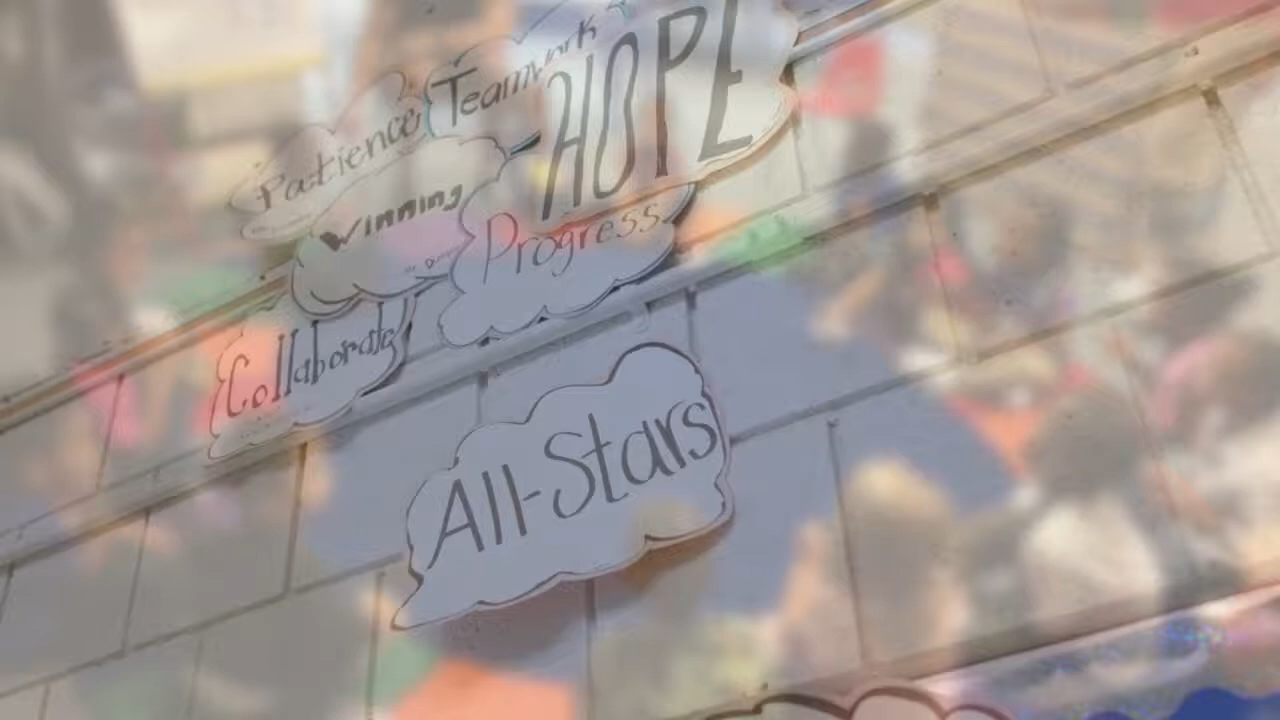 Teamwork
HOPE
Patience
Winning
Progress
Collaborate
All-Stars